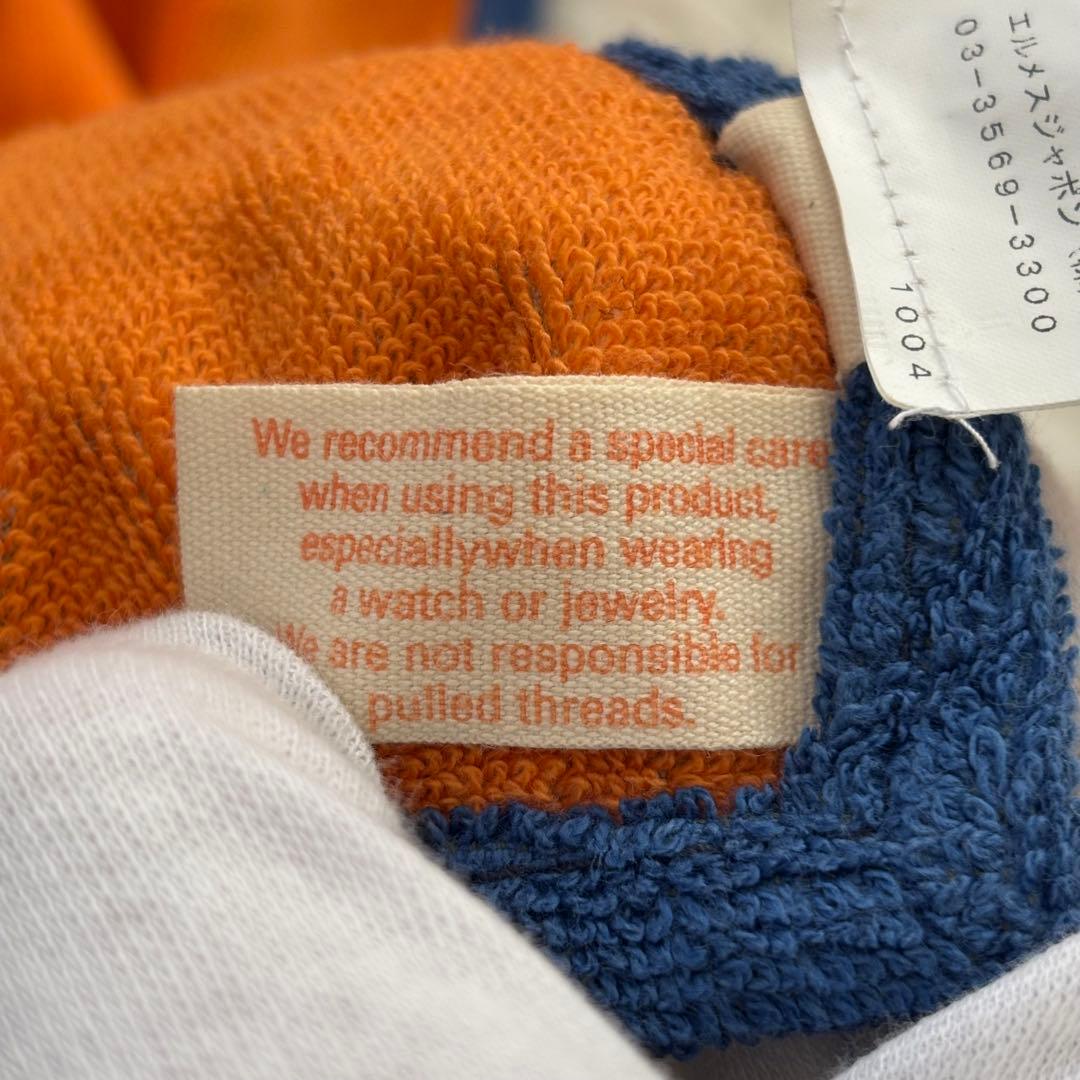 We recommend a special care
when using this product,
especiallywhen wearing
a watch or jewelry.
We are not responsible for
pulled threads.
エルメスジャポン
03-3569-3300
1004